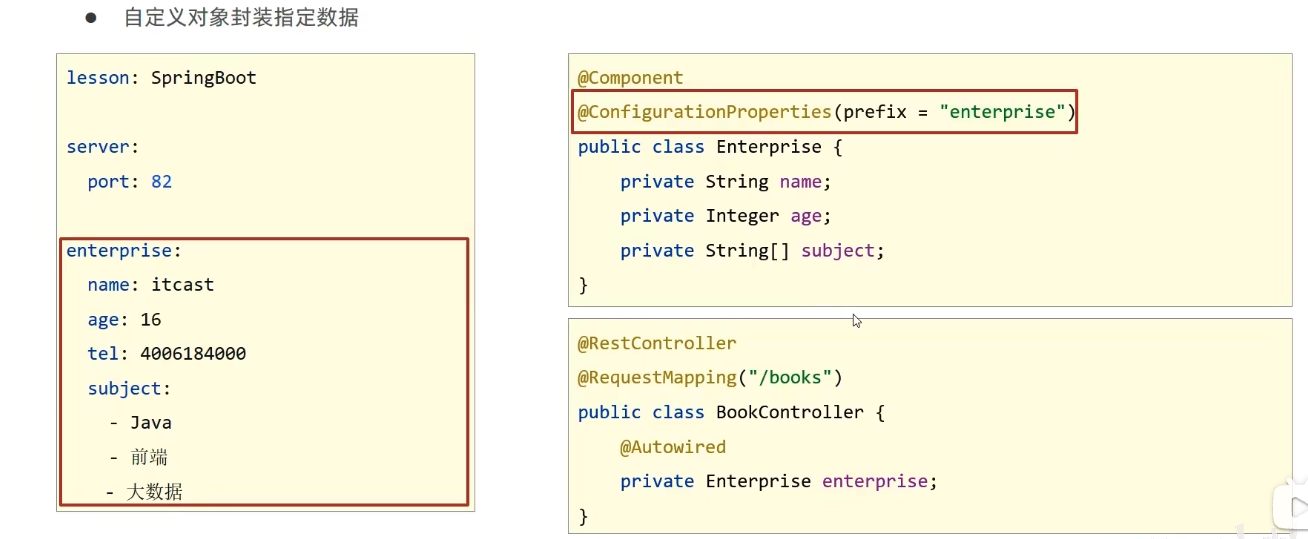 ● 自定义对象封装指定数据
lesson: SpringBoot
server:
port: 82
enterprise:
name: itcast
age: 16
tel: 4006184000
subject:
- Java
- 前端
- 大数据
@Component
@ConfigurationProperties(prefix = "enterprise")
public class Enterprise {
private String name;
private Integer age;
private String[] subject;
}
@RestController
@RequestMapping("/books")
public class BookController {
@Autowired
private Enterprise enterprise;
}